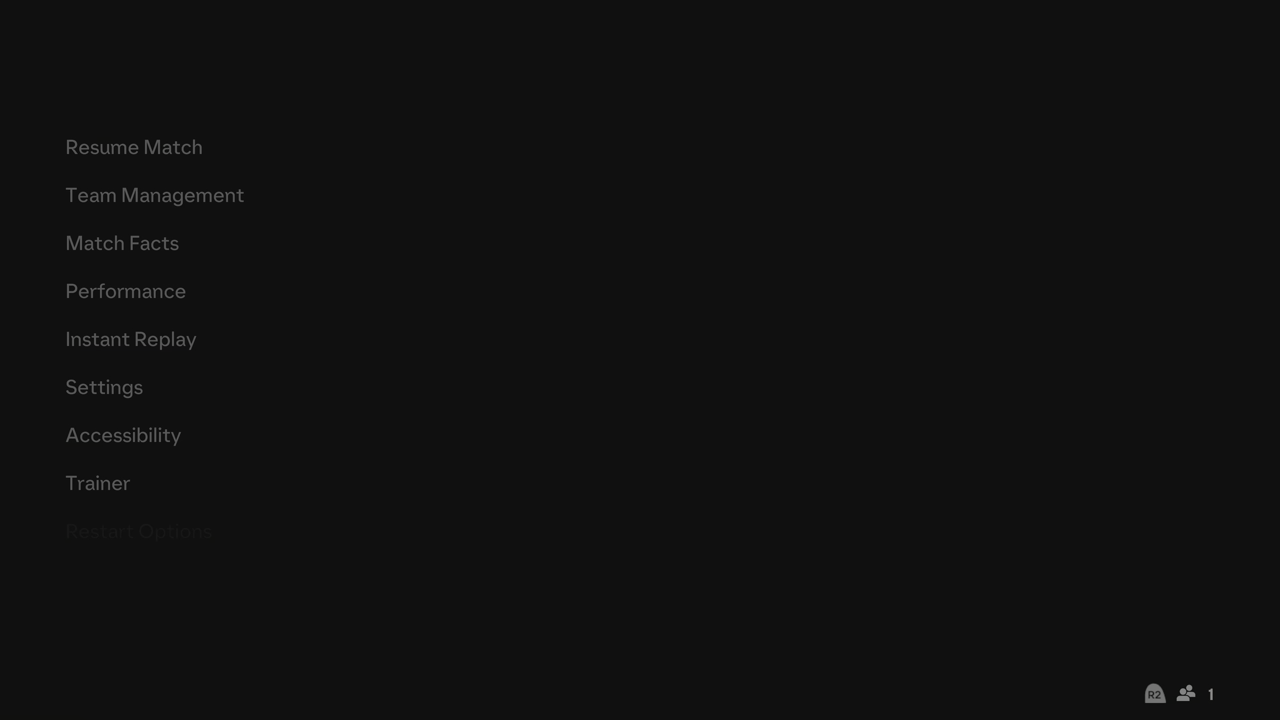 Resume Match
Team Management
Match Facts
Performance
Instant Replay
Settings
Accessibility
Trainer
Restart Options
R2 1